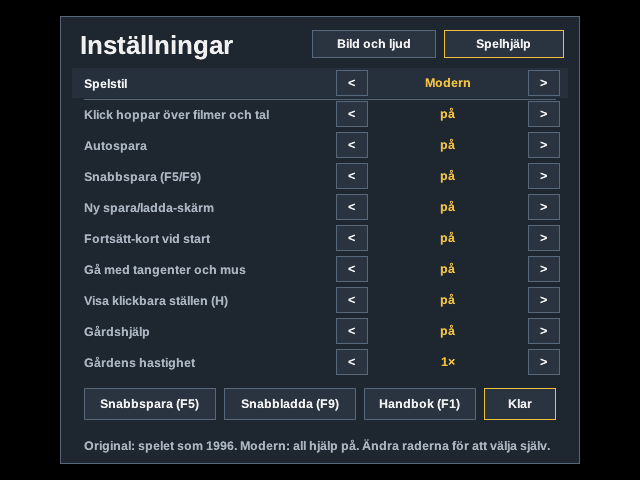 Inställningar
Bild och ljud
Spelhjälp
Spelstil < Modern >
Klick hoppar över filmer och tal < på >
Autospara < på >
Snabbspara (F5/F9) < på >
Ny spara/ladda-skärm < på >
Fortsätt-kort vid start < på >
Gå med tangenter och mus < på >
Visa klickbara ställen (H) < på >
Gårdshjälp < på >
Gårdens hastighet < 1× >
Snabbspara (F5) Snabbladda (F9) Handbok (F1) Klar
Original: spelet som 1996. Modern: all hjälp på. Ändra raderna för att välja själv.